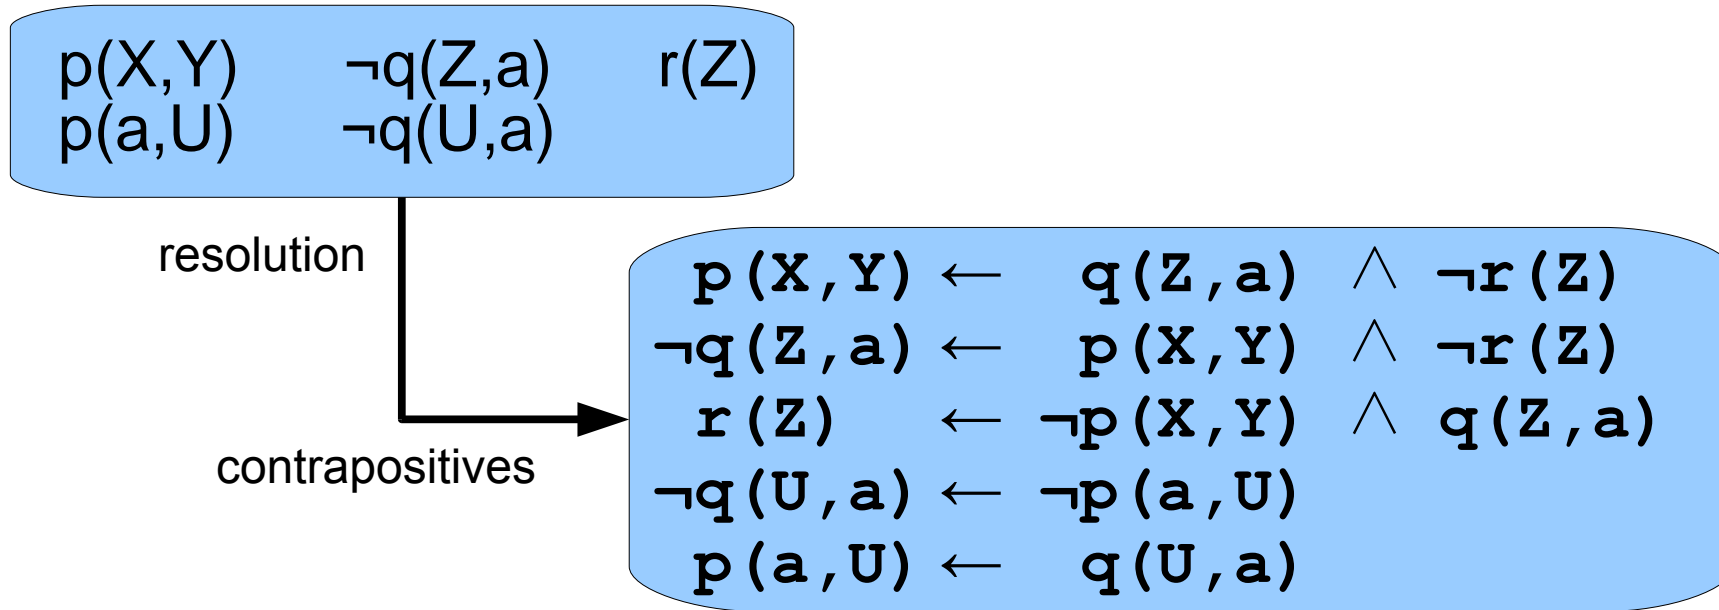 p(X,Y) ¬q(Z,a) r(Z)
p(a,U) ¬q(U,a)
resolution
contrapositives
p(X,Y) ← q(Z,a) ∧ ¬r(Z)
¬q(Z,a) ← p(X,Y) ∧ ¬r(Z)
r(Z) ← ¬p(X,Y) ∧ q(Z,a)
¬q(U,a) ← ¬p(a,U)
p(a,U) ← q(U,a)